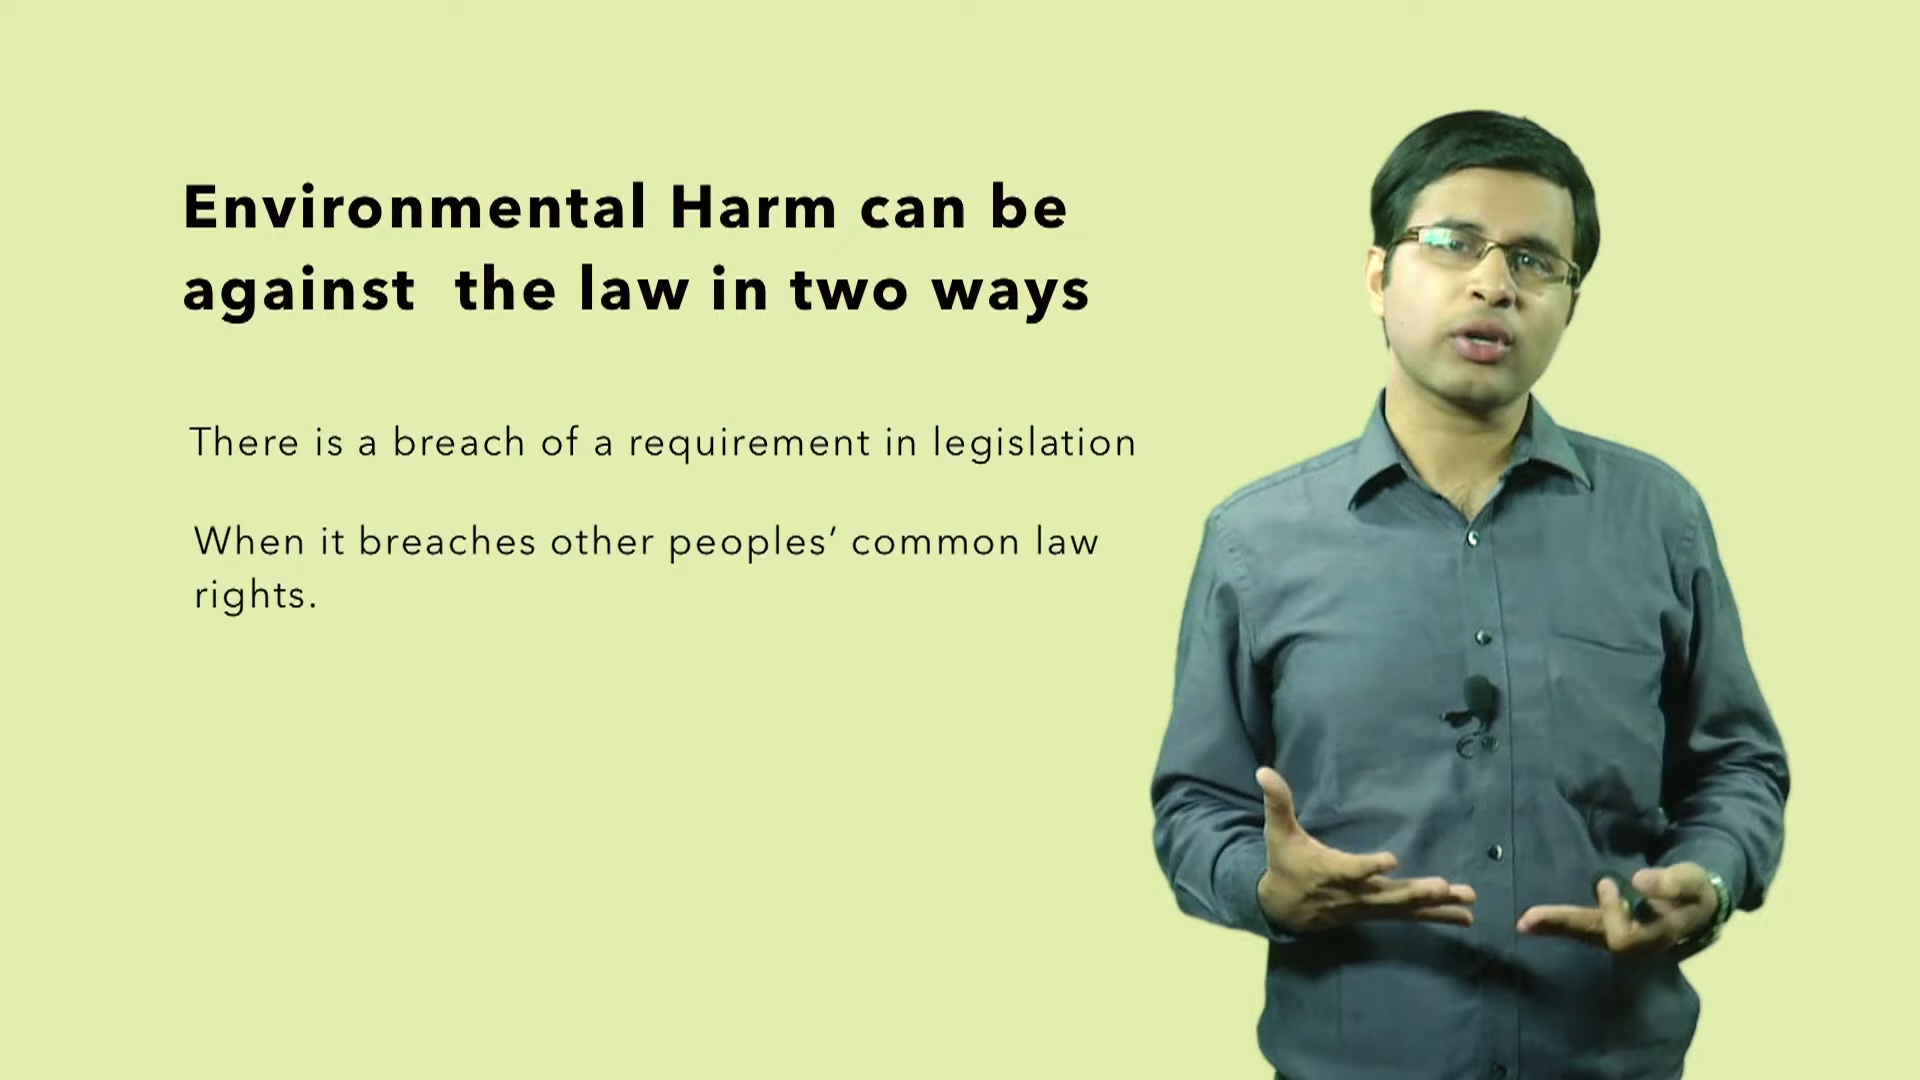 Environmental Harm can be
against  the law in two ways
There is a breach of a requirement in legislation
When it breaches other peoples’ common law
rights.